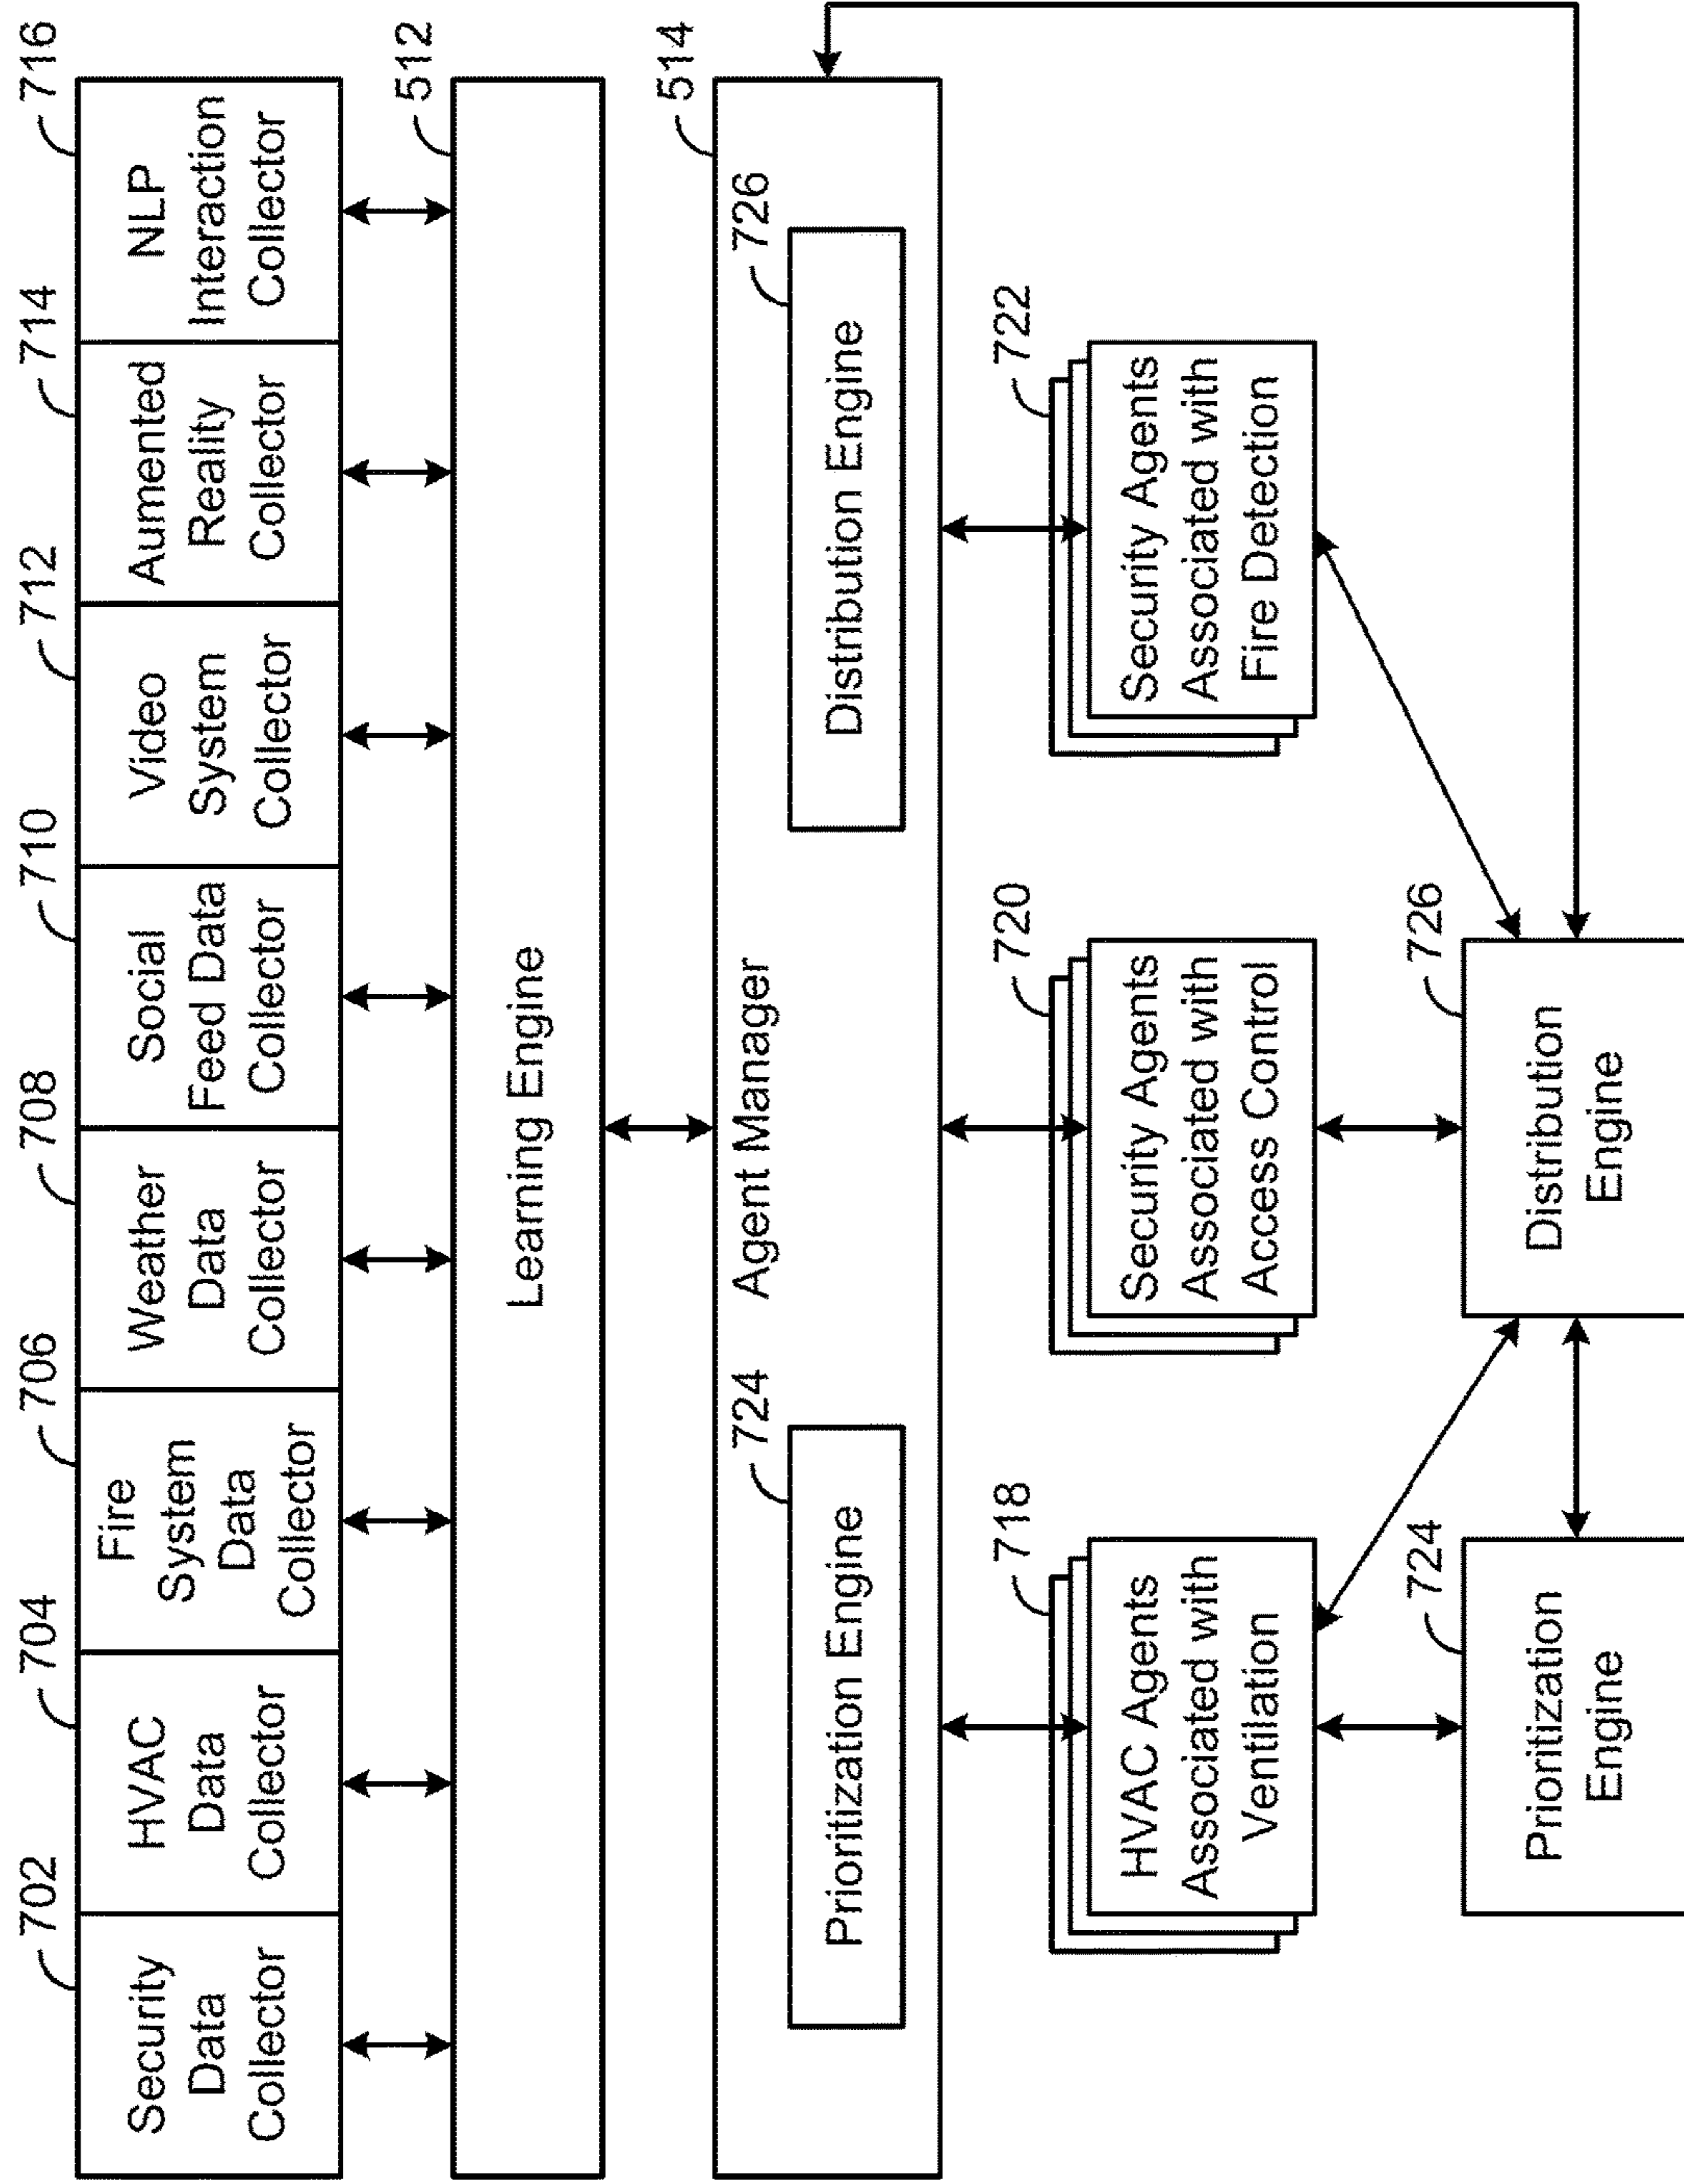 702
704
706
708
710
712
714
716
Security
Data
Collector
HVAC
Data
Collector
Fire
System
Data
Collector
Weather
Data
Collector
Social
Feed Data
Collector
Video
System
Collector
Aumented
Reality
Collector
NLP
Interaction
Collector
512
Learning Engine
514
Agent Manager
724
Prioritization Engine
726
Distribution Engine
718
HVAC Agents
Associated with
Ventilation
720
Security Agents
Associated with
Access Control
722
Security Agents
Associated with
Fire Detection
724
Prioritization
Engine
726
Distribution
Engine